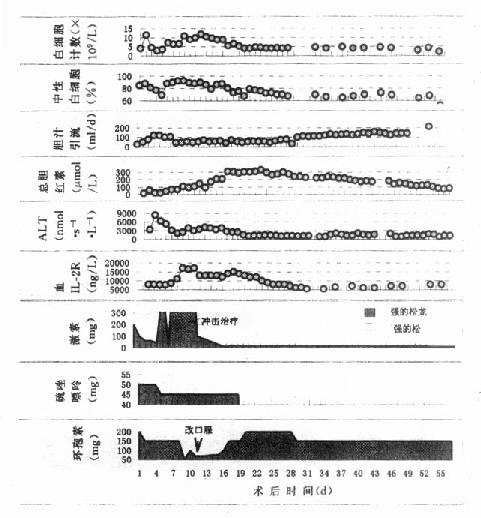 白细胞
计数(×
10⁹/L)
15
10
5
0
中性
白细胞
(%)
100
80
60
胆汁
引流
(ml/d)
200
100
0
总胆
红素
(μmol
/L)
300
200
100
0
ALT
(nmol
·s⁻¹
·L⁻¹)
9000
6000
3000
0
血
IL-2R
(ng/L)
20000
15000
10000
5000
激素
(mg)
300
200
100
0
冲击治疗
强的松龙
强的松
硫唑
嘌呤
(mg)
55
50
45
40
环孢素
(mg)
200
150
100
50
改口服
1 4 7 10 13 16 19 22 25 28 31 34 37 40 43 46 49 52 55
术后时间(d)